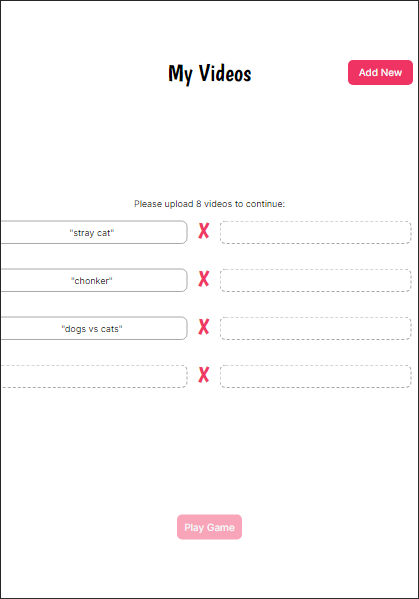 My Videos
Add New
Please upload 8 videos to continue:
"stray cat"
X
"chonker"
X
"dogs vs cats"
X
X
Play Game